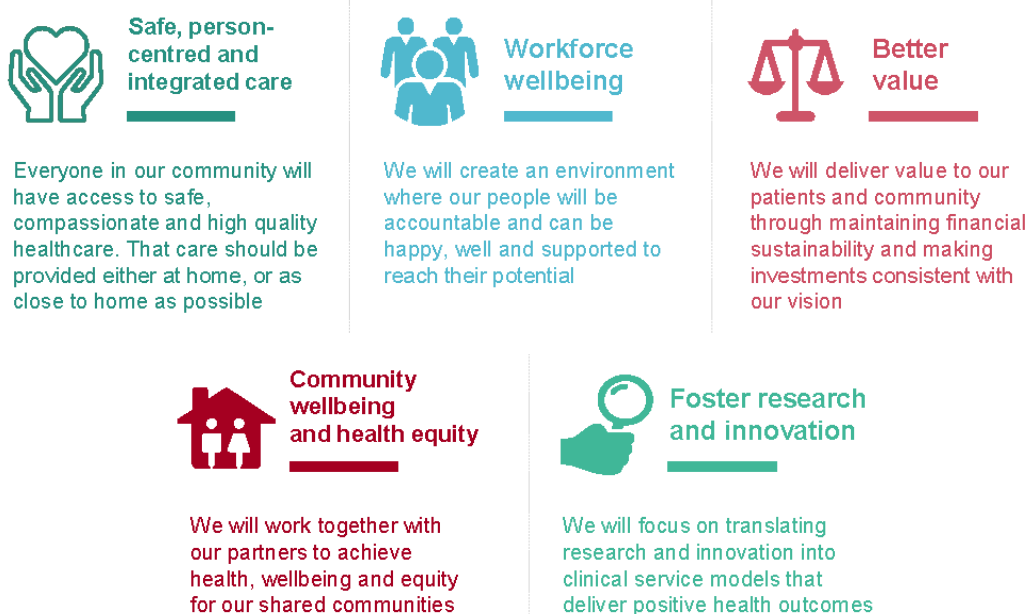 Safe, person-
centred and
integrated care
Everyone in our community will
have access to safe,
compassionate and high quality
healthcare. That care should be
provided either at home, or as
close to home as possible
Workforce
wellbeing
We will create an environment
where our people will be
accountable and can be
happy, well and supported to
reach their potential
Better
value
We will deliver value to our
patients and community
through maintaining financial
sustainability and making
investments consistent with
our vision
Community
wellbeing
and health equity
We will work together with
our partners to achieve
health, wellbeing and equity
for our shared communities
Foster research
and innovation
We will focus on translating
research and innovation into
clinical service models that
deliver positive health outcomes